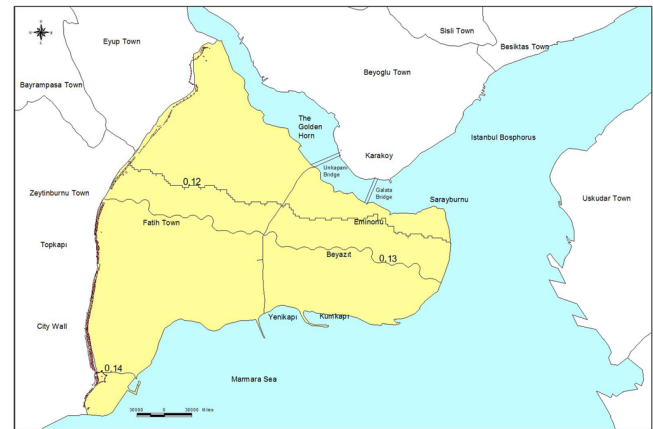 Sisli Town
Eyup Town
Besiktas Town
Beyoglu Town
Bayrampasa Town
The
Golden
Horn
Istanbul Bosphorus
Karakoy
Unkapanı
Bridge
0,12
Galata
Bridge
Zeytinburnu Town
Sarayburnu
Uskudar Town
Fatih Town
Eminonu
Topkapı
Beyazıt
0,13
Yenikapı
Kumkapı
City Wall
0,14
Marmara Sea
30000 0 30000 Miles